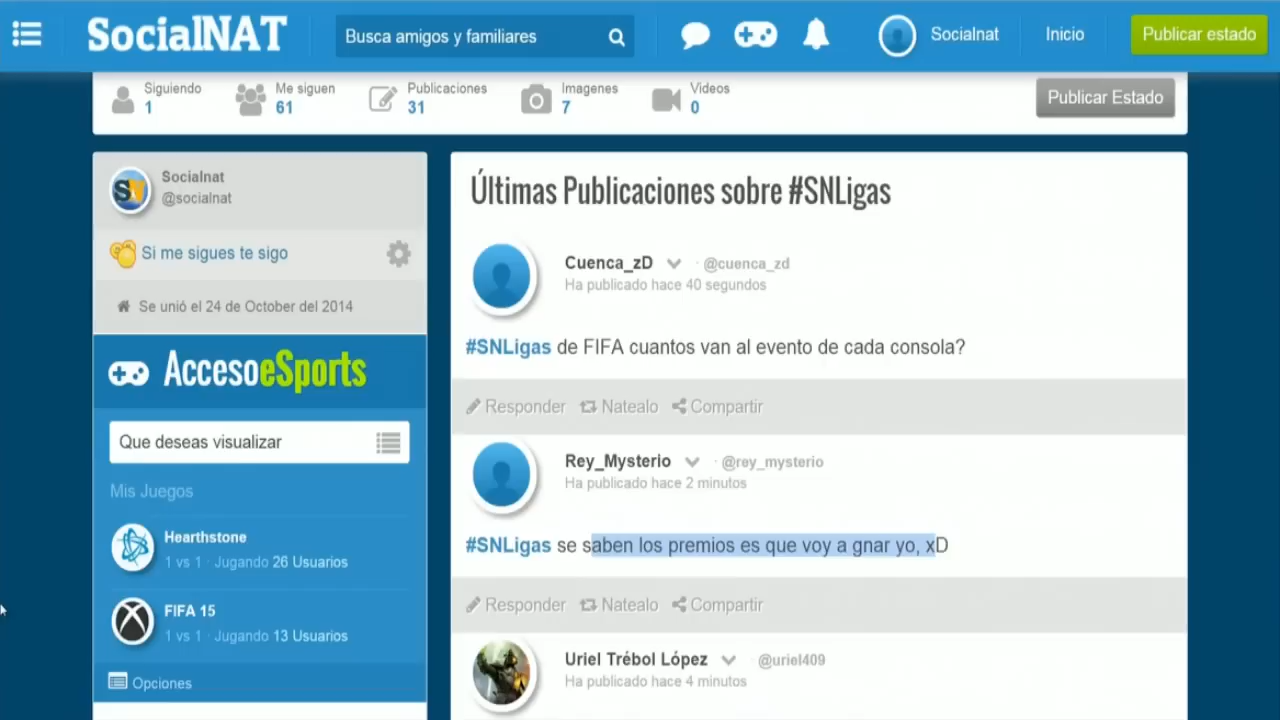 SocialNAT
Busca amigos y familiares
Socialnat
Inicio
Publicar estado
Siguiendo
1
Me siguen
61
Publicaciones
31
Imagenes
7
Videos
0
Publicar Estado
Socialnat
@socialnat
Si me sigues te sigo
Se unió el 24 de October del 2014
AccesoeSports
Que deseas visualizar
Mis Juegos
Hearthstone
1 vs 1 · Jugando 26 Usuarios
FIFA 15
1 vs 1 · Jugando 13 Usuarios
Opciones
Últimas Publicaciones sobre #SNLigas
Cuenca_zD · @cuenca_zd
Ha publicado hace 40 segundos
#SNLigas de FIFA cuantos van al evento de cada consola?
Responder Natealo Compartir
Rey_Mysterio · @rey_mysterio
Ha publicado hace 2 minutos
#SNLigas se saben los premios es que voy a gnar yo, xD
Responder Natealo Compartir
Uriel Trébol López · @uriel409
Ha publicado hace 4 minutos